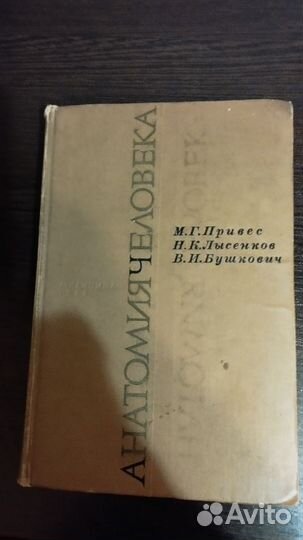 АНАТОМИЯ ЧЕЛОВЕКА
М.Г.Привес
Н.К.Лысенков
В.И.Бушкович
Avito